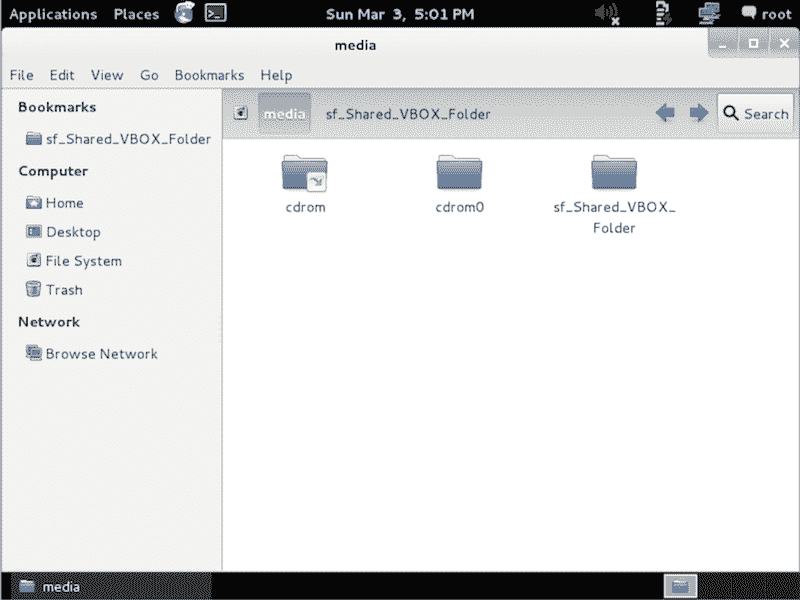 Applications Places Sun Mar 3, 5:01 PM root
media
File Edit View Go Bookmarks Help
Bookmarks
sf_Shared_VBOX_Folder
Computer
Home
Desktop
File System
Trash
Network
Browse Network
media sf_Shared_VBOX_Folder Search
cdrom cdrom0 sf_Shared_VBOX_
Folder
media